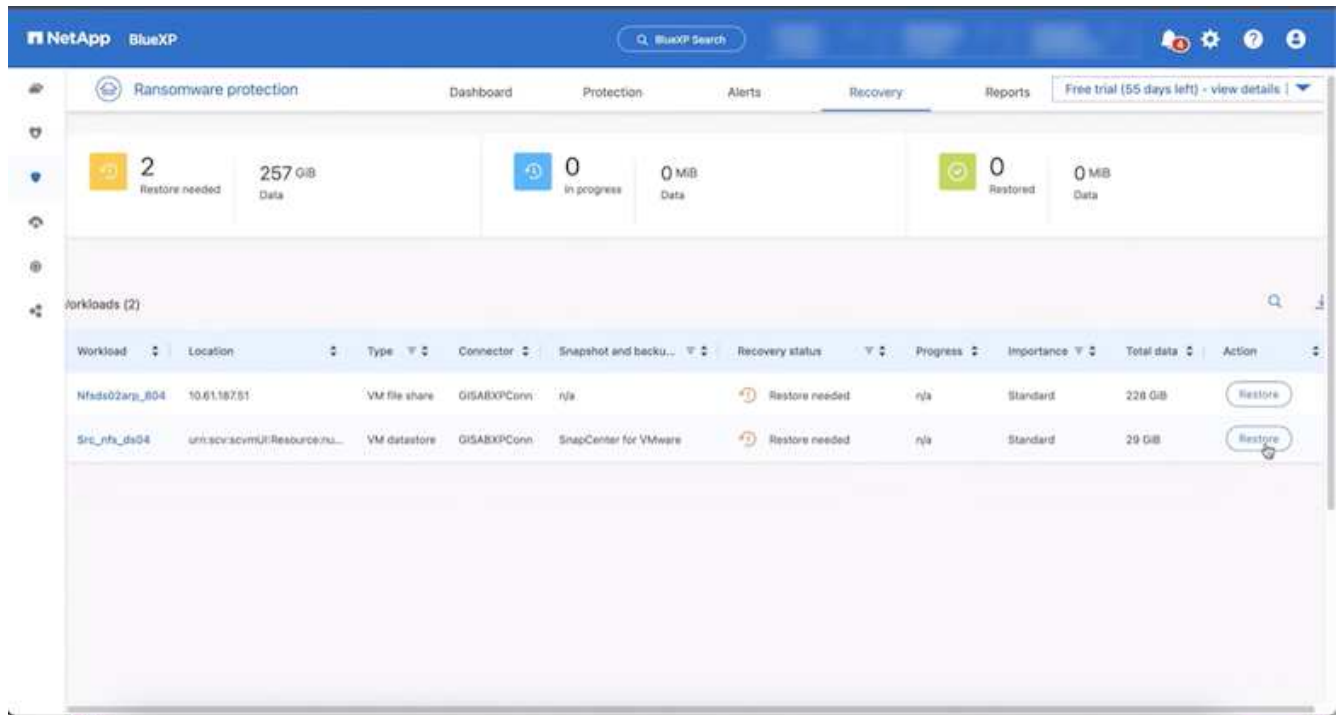 NetApp BlueXP BlueXP Search 4
Ransomware protection Dashboard Protection Alerts Recovery Reports Free trial (55 days left) - view details |
2 257 GiB 0 0 MiB 0 0 MiB
Restore needed Data In progress Data Restored Data
orkloads (2)
Workload Location Type Connector Snapshot and backu... Recovery status Progress Importance Total data Action
Nfsds02arp_804 10.61.187.51 VM file share GISABXPConn n/a Restore needed n/a Standard 228 GiB Restore
Src_nfs_ds04 urn:scv:scvmUI:Resource:nu... VM datastore GISABXPConn SnapCenter for VMware Restore needed n/a Standard 29 GiB Restore